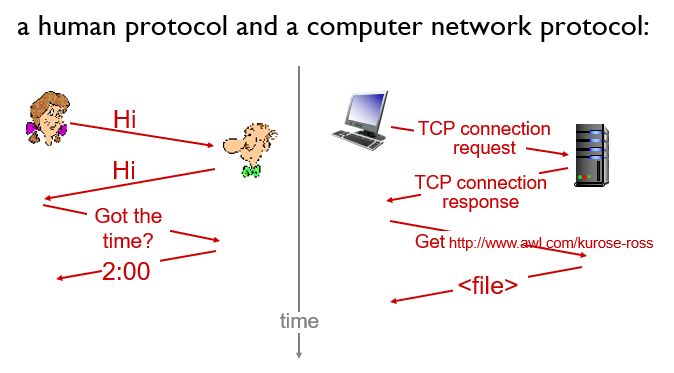 a human protocol and a computer network protocol:
Hi
Hi
Got the
time?
2:00
TCP connection
request
TCP connection
response
Get http://www.awl.com/kurose-ross
<file>
time